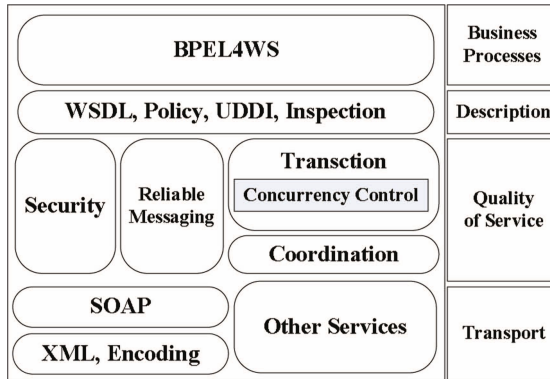 BPEL4WS
Business
Processes
WSDL, Policy, UDDI, Inspection
Description
Security
Reliable
Messaging
Transction
Concurrency Control
Coordination
Quality
of Service
SOAP
XML, Encoding
Other Services
Transport